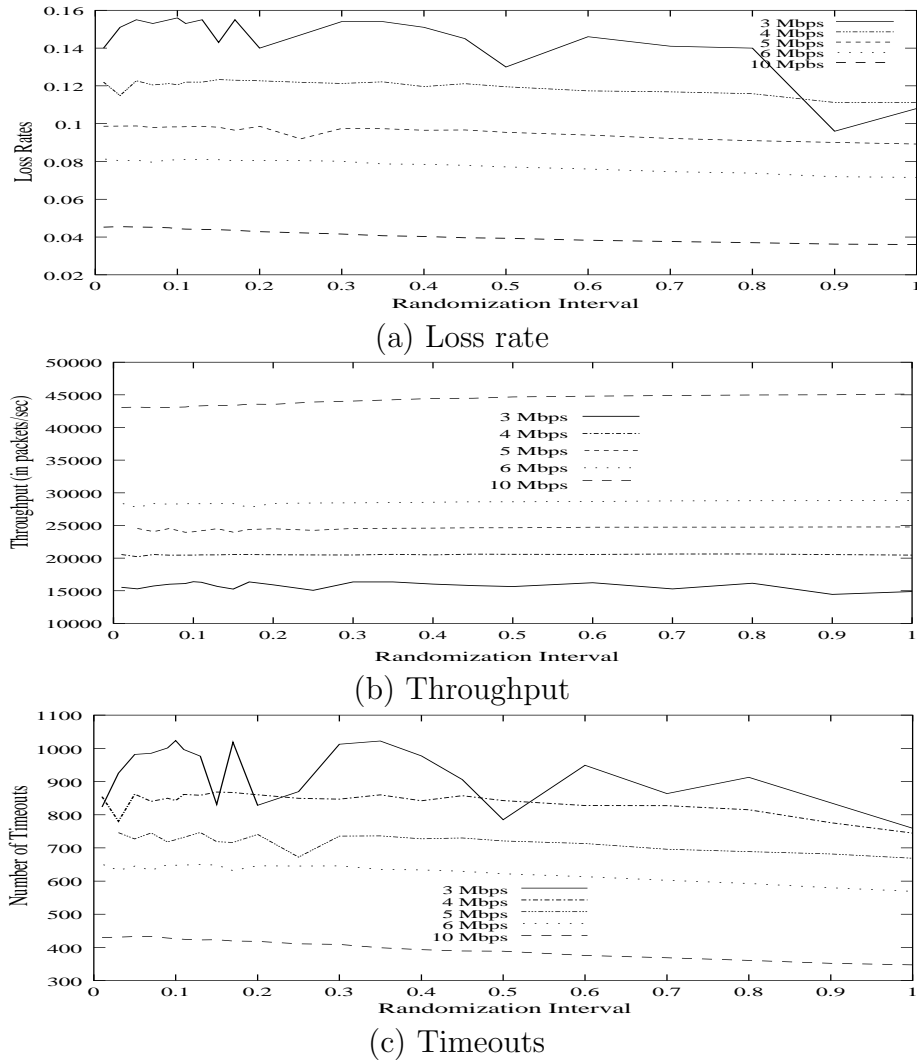 0.16
0.14
0.12
0.1
0.08
0.06
0.04
0.02
Loss Rates
3 Mbps
4 Mbps
5 Mbps
6 Mbps
10 Mpbs
0 0.1 0.2 0.3 0.4 0.5 0.6 0.7 0.8 0.9 1
Randomization Interval
(a) Loss rate
50000
45000
40000
35000
30000
25000
20000
15000
10000
Throughput (in packets/sec)
3 Mbps
4 Mbps
5 Mbps
6 Mbps
10 Mbps
0 0.1 0.2 0.3 0.4 0.5 0.6 0.7 0.8 0.9 1
Randomization Interval
(b) Throughput
1100
1000
900
800
700
600
500
400
300
Number of Timeouts
3 Mbps
4 Mbps
5 Mbps
6 Mbps
10 Mbps
0 0.1 0.2 0.3 0.4 0.5 0.6 0.7 0.8 0.9 1
Randomization Interval
(c) Timeouts